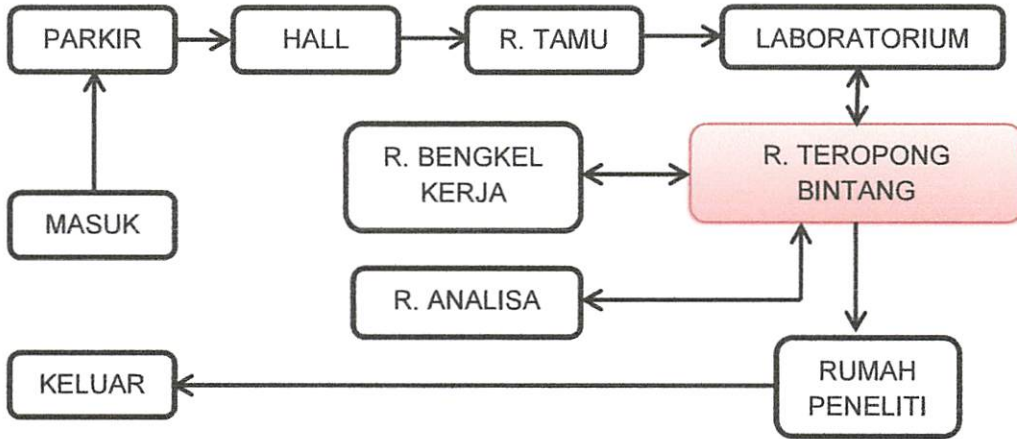 PARKIR
HALL
R. TAMU
LABORATORIUM
R. BENGKEL
KERJA
R. TEROPONG
BINTANG
MASUK
R. ANALISA
KELUAR
RUMAH
PENELITI